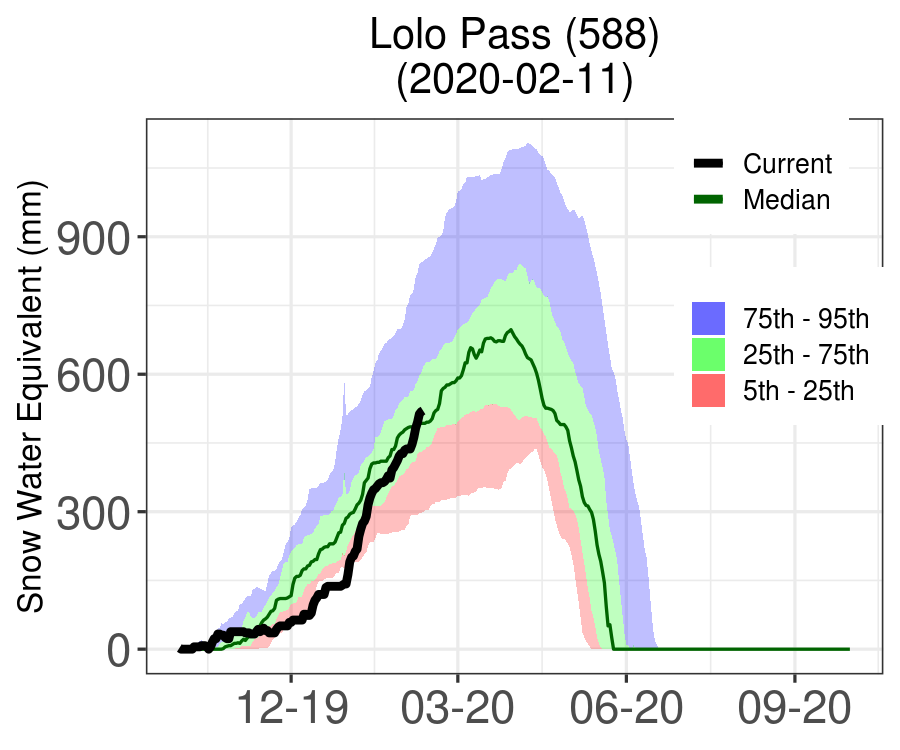 Lolo Pass (588)
(2020-02-11)
Snow Water Equivalent (mm)
900
600
300
0
12-19
03-20
06-20
09-20
Current
Median
75th - 95th
25th - 75th
5th - 25th